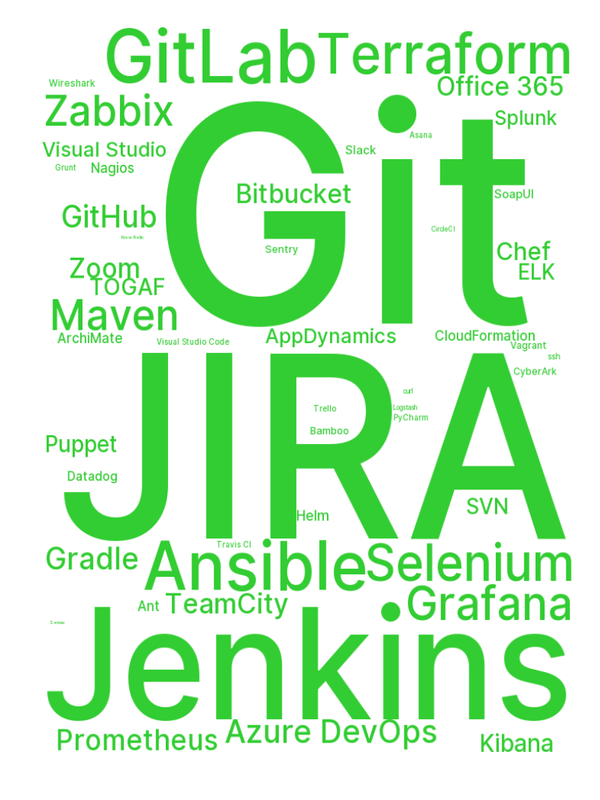 GitLab
Terraform
Wireshark
Office 365
Zabbix
Git
Splunk
Asana
Visual Studio
Slack
Grunt
Nagios
Bitbucket
SoapUI
GitHub
CircleCI
Sentry
Chef
Zoom
ELK
TOGAF
Maven
AppDynamics
CloudFormation
ArchiMate
Visual Studio Code
Vagrant
ssh
JIRA
CyberArk
curl
Trello
Logstash
PyCharm
Bamboo
Puppet
Datadog
SVN
Helm
Travis CI
Gradle
Ansible
Selenium
Ant
TeamCity
Grafana
Jenkins
Prometheus
Azure DevOps
Kibana